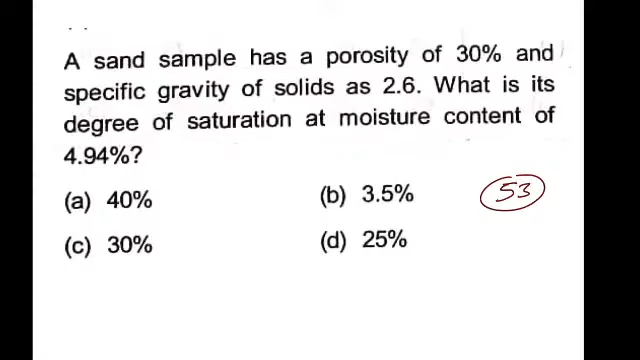 A sand sample has a porosity of 30% and
specific gravity of solids as 2.6. What is its
degree of saturation at moisture content of
4.94%?
(a) 40%
(b) 3.5%
53
(c) 30%
(d) 25%